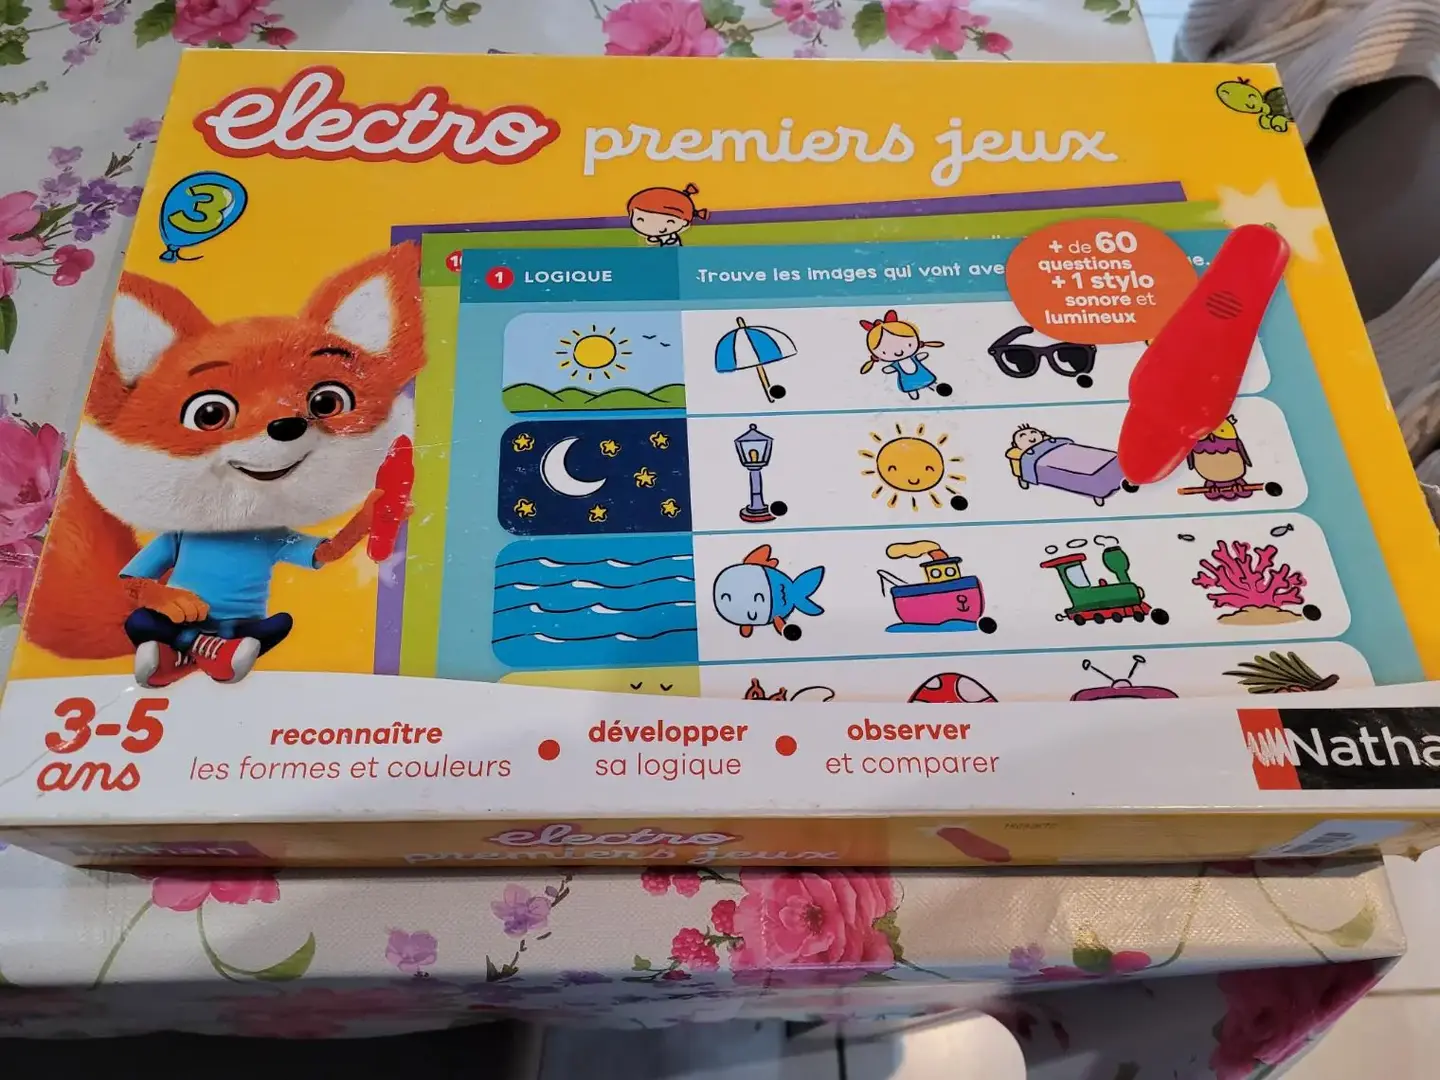 electro premiers jeux
3
1 LOGIQUE
Trouve les images qui vont ave
+ de 60
questions
+ 1 stylo
sonore et
lumineux
3-5
ans
reconnaître
les formes et couleurs
développer
sa logique
observer
et comparer
Natha
electro
premiers jeux